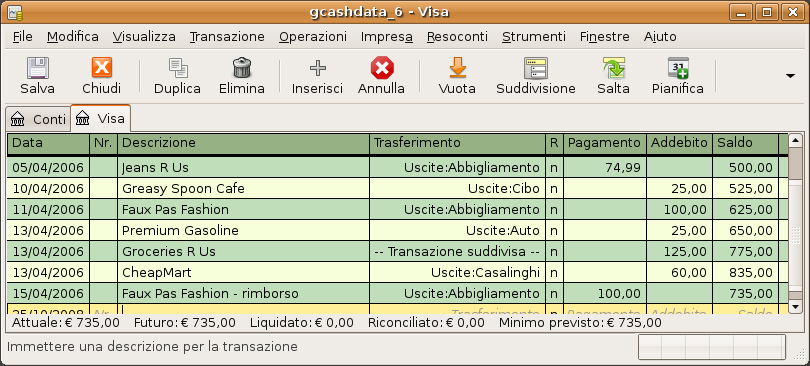 gcashdata_6 - Visa
File Modifica Visualizza Transazione Operazioni Impresa Resoconti Strumenti Finestre Aiuto
Salva Chiudi Duplica Elimina Inserisci Annulla Vuota Suddivisione Salta Pianifica
Conti Visa
Data Nr. Descrizione Trasferimento R Pagamento Addebito Saldo
05/04/2006 Jeans R Us Uscite:Abbigliamento n 74,99 500,00
10/04/2006 Greasy Spoon Cafe Uscite:Cibo n 25,00 525,00
11/04/2006 Faux Pas Fashion Uscite:Abbigliamento n 100,00 625,00
13/04/2006 Premium Gasoline Uscite:Auto n 25,00 650,00
13/04/2006 Groceries R Us -- Transazione suddivisa -- n 125,00 775,00
13/04/2006 CheapMart Uscite:Casalinghi n 60,00 835,00
15/04/2006 Faux Pas Fashion - rimborso Uscite:Abbigliamento n 100,00 735,00
25/10/2008 Nr. Trasferimento n Pagamento Addebito Saldo
Attuale: € 735,00 Futuro: € 735,00 Liquidato: € 0,00 Riconciliato: € 0,00 Minimo previsto: € 735,00
Immettere una descrizione per la transazione